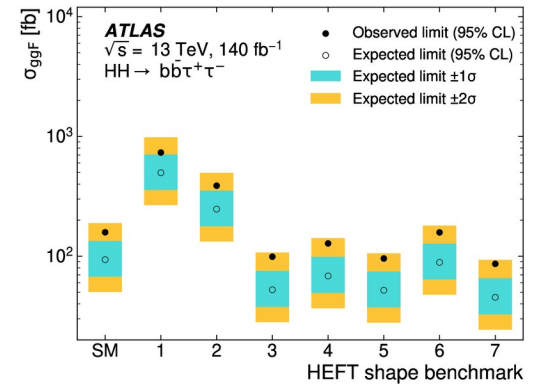 10⁴
10³
10²
σggF [fb]
ATLAS
√s = 13 TeV, 140 fb⁻¹
HH→ bb̄τ⁺τ⁻
Observed limit (95% CL)
Expected limit (95% CL)
Expected limit ±1σ
Expected limit ±2σ
SM 1 2 3 4 5 6 7
HEFT shape benchmark